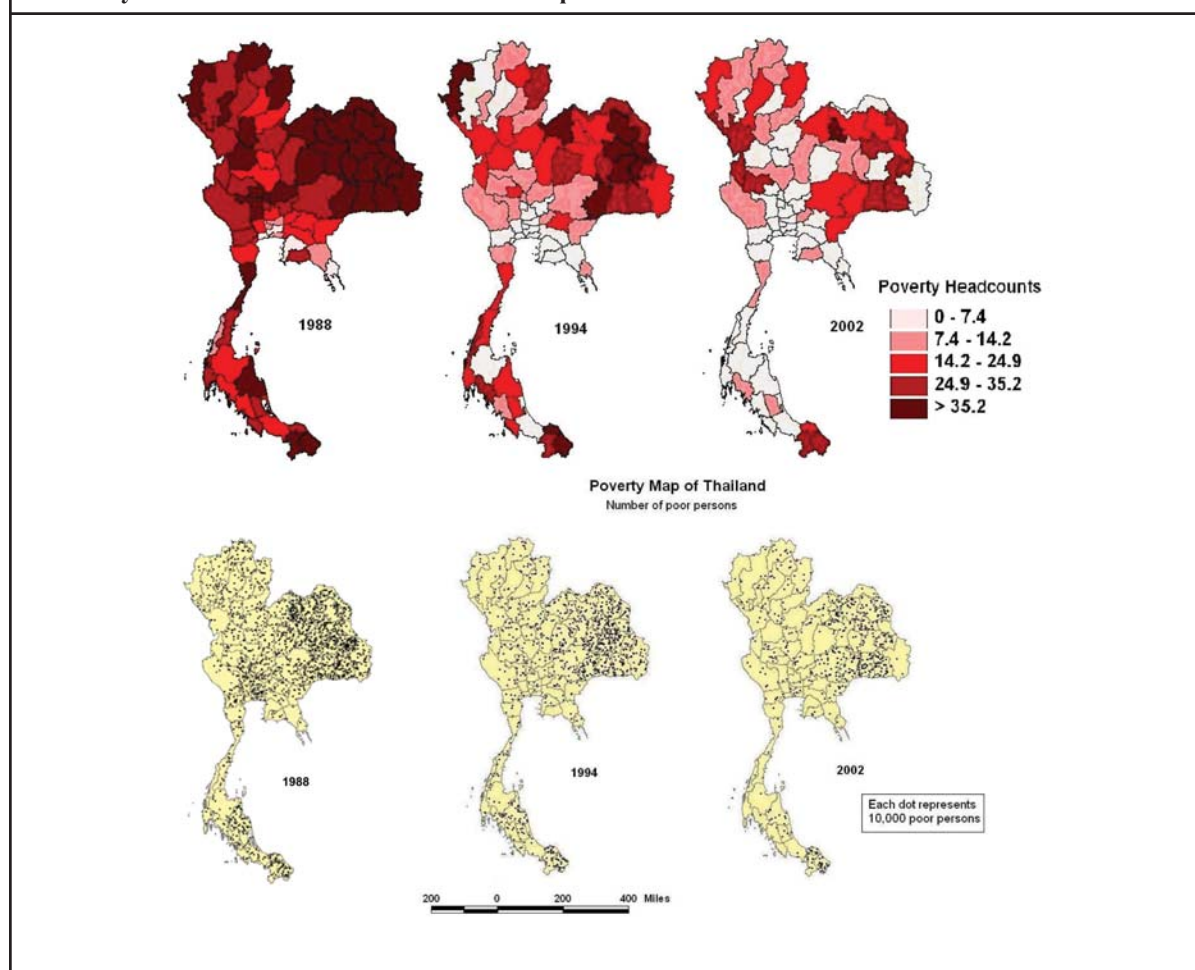 1988
1994
2002
Poverty Headcounts
0 - 7.4
7.4 - 14.2
14.2 - 24.9
24.9 - 35.2
> 35.2
Poverty Map of Thailand
Number of poor persons
1988
1994
2002
Each dot represents
10,000 poor persons
200 0 200 400 Miles